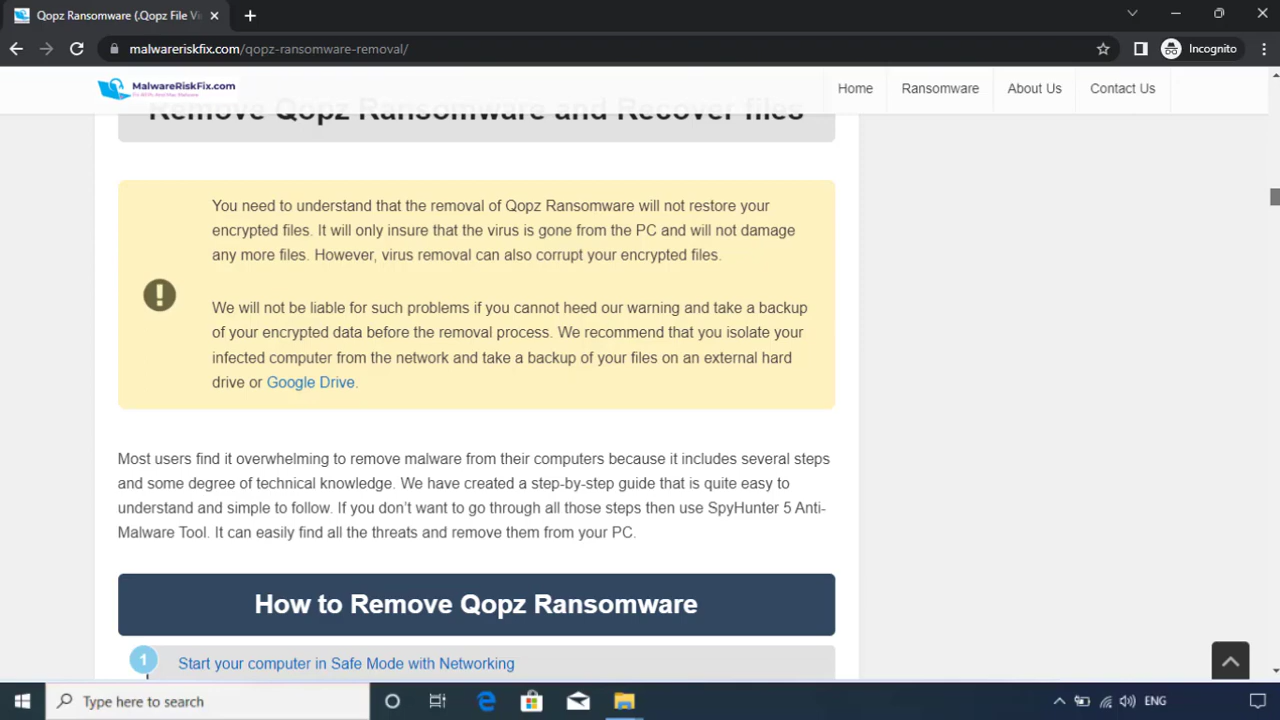 Qopz Ransomware (.Qopz File Vi
malwareriskfix.com/qopz-ransomware-removal/
Incognito
MalwareRiskFix.com
Home
Ransomware
About Us
Contact Us
Remove Qopz Ransomware and Recover files
You need to understand that the removal of Qopz Ransomware will not restore your
encrypted files. It will only insure that the virus is gone from the PC and will not damage
any more files. However, virus removal can also corrupt your encrypted files.
We will not be liable for such problems if you cannot heed our warning and take a backup
of your encrypted data before the removal process. We recommend that you isolate your
infected computer from the network and take a backup of your files on an external hard
drive or Google Drive.
Most users find it overwhelming to remove malware from their computers because it includes several steps
and some degree of technical knowledge. We have created a step-by-step guide that is quite easy to
understand and simple to follow. If you don't want to go through all those steps then use SpyHunter 5 Anti-
Malware Tool. It can easily find all the threats and remove them from your PC.
How to Remove Qopz Ransomware
1
Start your computer in Safe Mode with Networking
Type here to search
ENG